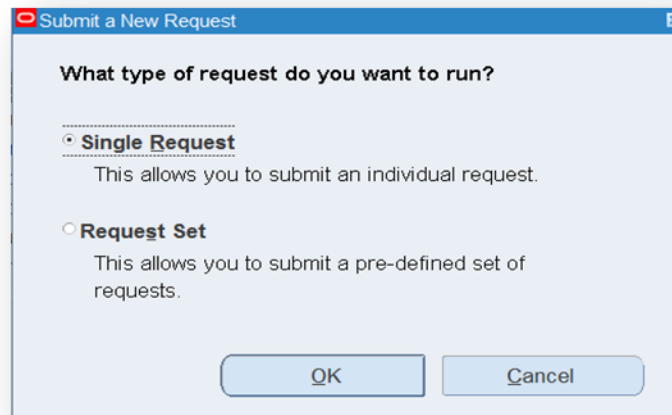 Submit a New Request
What type of request do you want to run?
Single Request
This allows you to submit an individual request.
Request Set
This allows you to submit a pre-defined set of
requests.
OK
Cancel